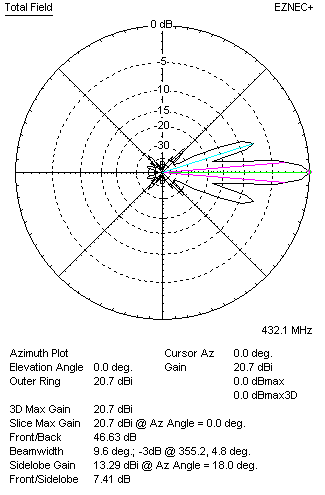 Total Field
EZNEC+
0 dB
-5
-10
-15
-20
-30
432.1 MHz
Azimuth Plot
Cursor Az 0.0 deg.
Elevation Angle 0.0 deg.
Gain 20.7 dBi
Outer Ring 20.7 dBi
0.0 dBmax
0.0 dBmax3D
3D Max Gain 20.7 dBi
Slice Max Gain 20.7 dBi @ Az Angle = 0.0 deg.
Front/Back 46.63 dB
Beamwidth 9.6 deg.; -3dB @ 355.2, 4.8 deg.
Sidelobe Gain 13.29 dBi @ Az Angle = 18.0 deg.
Front/Sidelobe 7.41 dB